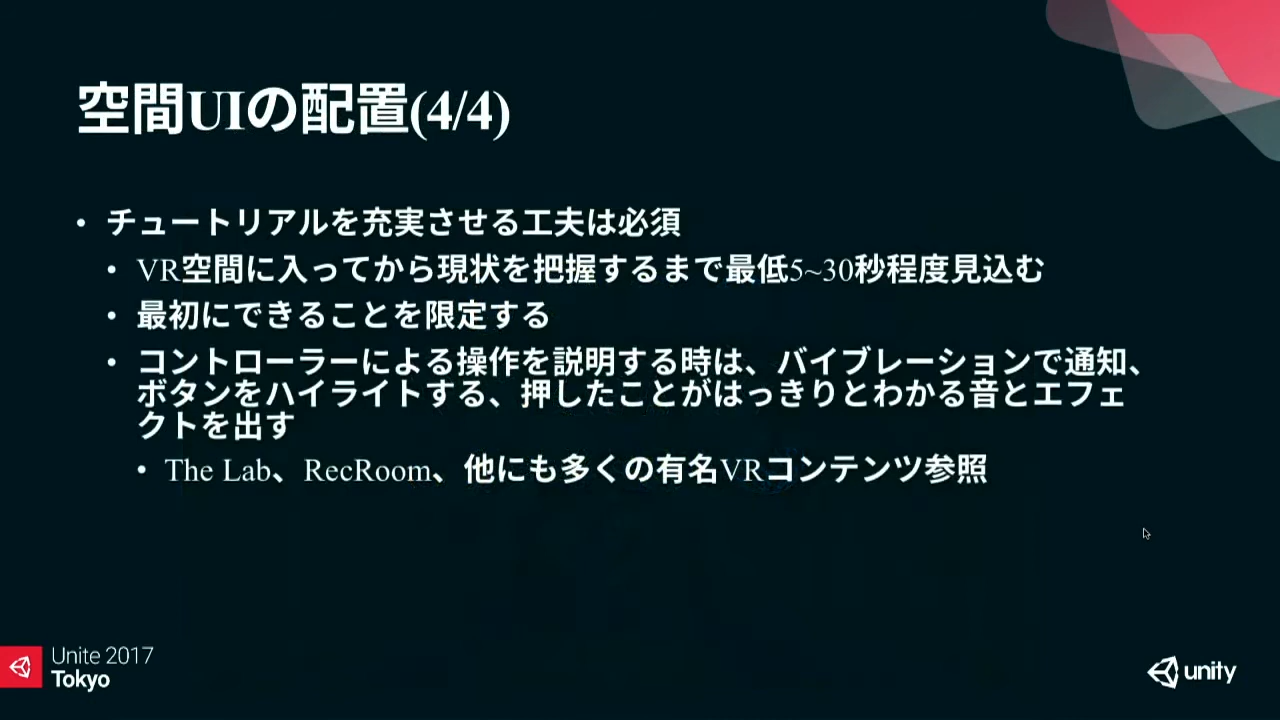 空間UIの配置(4/4)
• チュートリアルを充実させる工夫は必須
• VR空間に入ってから現状を把握するまで最低5~30秒程度見込む
• 最初にできることを限定する
• コントローラーによる操作を説明する時は、バイブレーションで通知、
ボタンをハイライトする、押したことがはっきりとわかる音とエフェ
クトを出す
• The Lab、RecRoom、他にも多くの有名VRコンテンツ参照
Unite 2017
Tokyo
unity